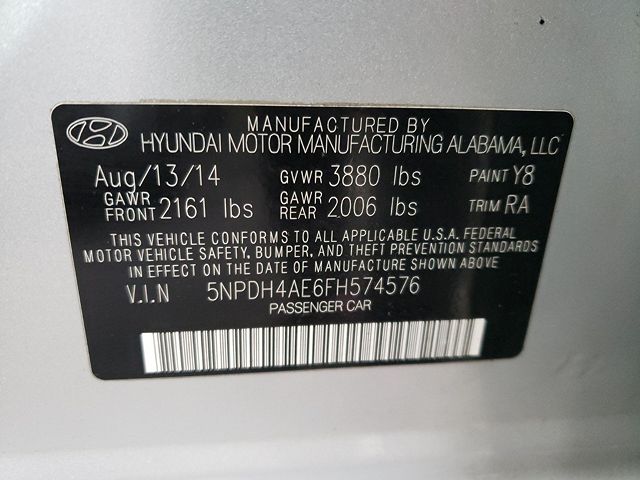 MANUFACTURED BY
HYUNDAI MOTOR MANUFACTURING ALABAMA, LLC
Aug/13/14 GVWR 3880 lbs PAINT Y8
GAWR FRONT 2161 lbs GAWR REAR 2006 lbs TRIM RA
THIS VEHICLE CONFORMS TO ALL APPLICABLE U.S.A. FEDERAL
MOTOR VEHICLE SAFETY, BUMPER, AND THEFT PREVENTION STANDARDS
IN EFFECT ON THE DATE OF MANUFACTURE SHOWN ABOVE.
V.I.N 5NPDH4AE6FH574576
PASSENGER CAR